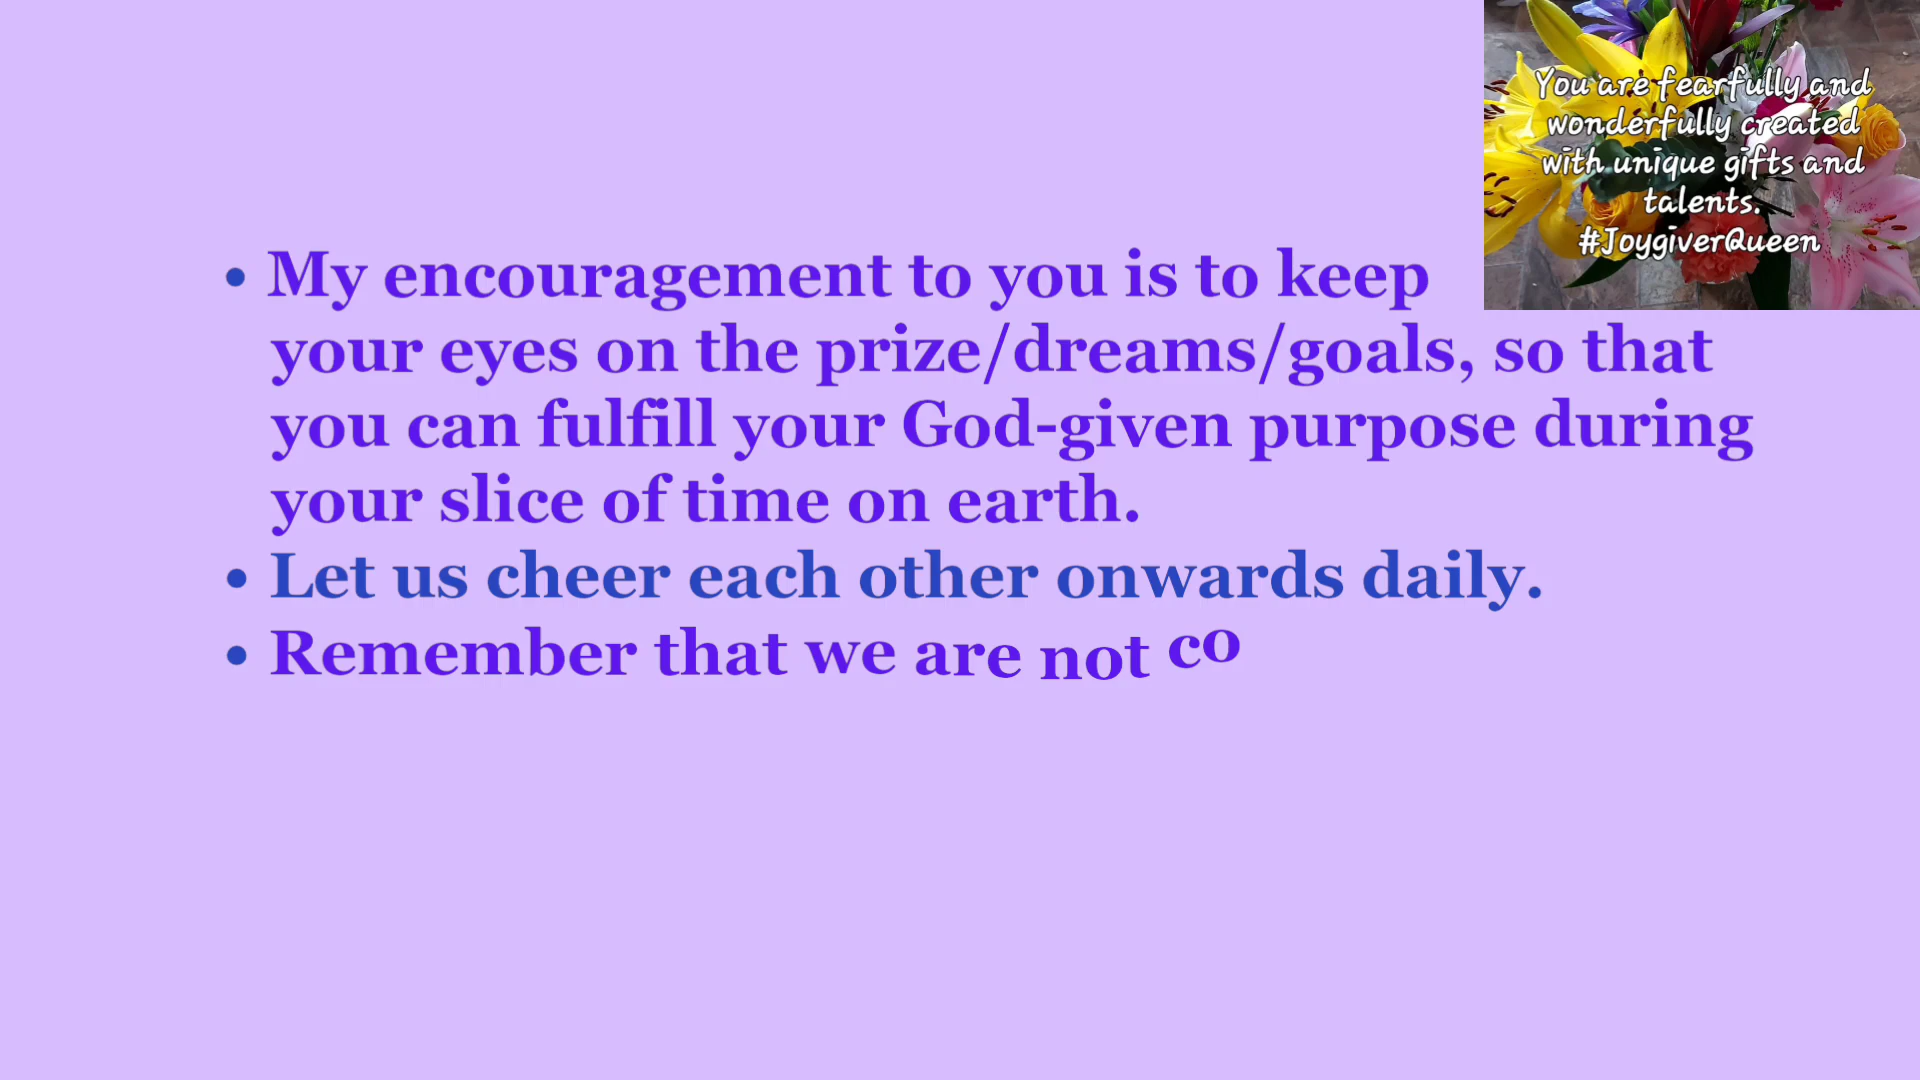 You are fearfully and
wonderfully created
with unique gifts and
talents.
#JoygiverQueen
• My encouragement to you is to keep
your eyes on the prize/dreams/goals, so that
you can fulfill your God-given purpose during
your slice of time on earth.
• Let us cheer each other onwards daily.
• Remember that we are not co